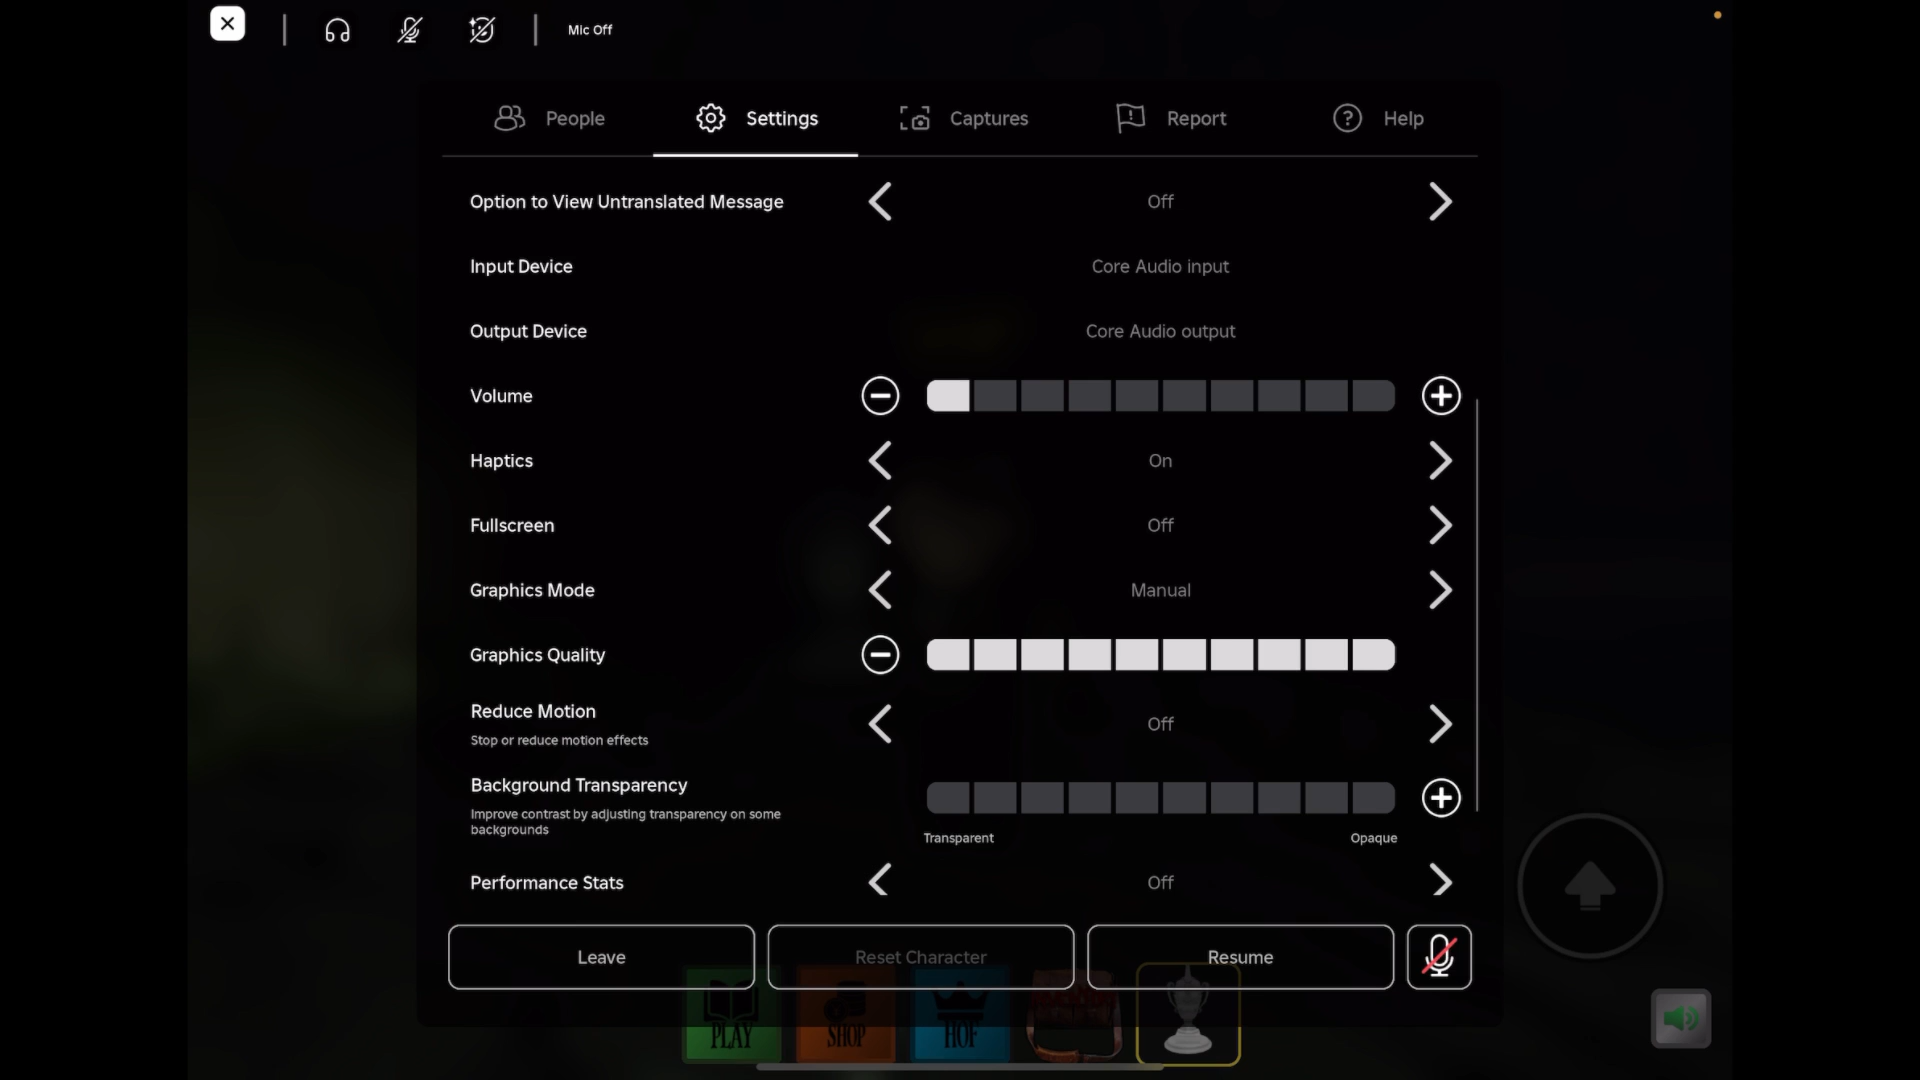 Mic Off
People
Settings
Captures
Report
Help
Option to View Untranslated Message
Off
Input Device
Core Audio input
Output Device
Core Audio output
Volume
Haptics
On
Fullscreen
Off
Graphics Mode
Manual
Graphics Quality
Reduce Motion
Stop or reduce motion effects
Off
Background Transparency
Improve contrast by adjusting transparency on some
backgrounds
Transparent
Opaque
Performance Stats
Off
Leave
Reset Character
Resume
PLAY
SHOP
HOF